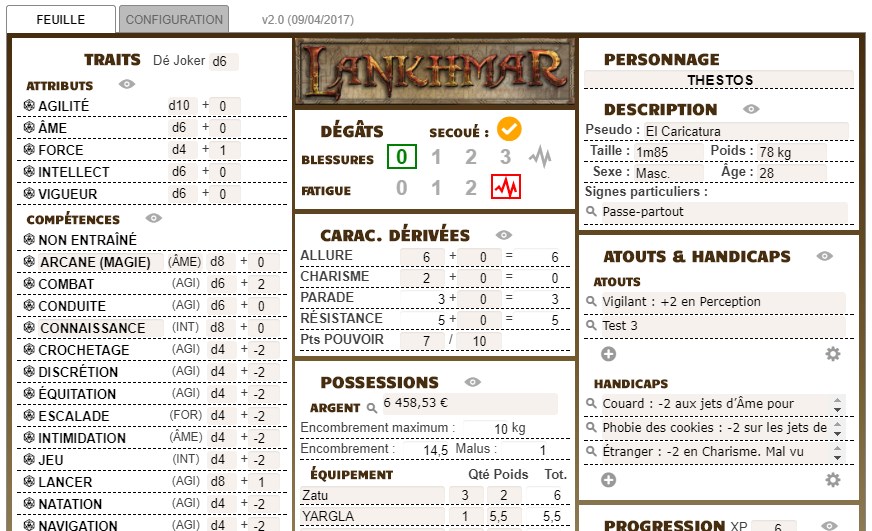 FEUILLE CONFIGURATION v2.0 (09/04/2017)
TRAITS Dé Joker d6
ATTRIBUTS
AGILITÉ d10 + 0
ÂME d6 + 0
FORCE d4 + 1
INTELLECT d6 + 0
VIGUEUR d6 + 0
COMPÉTENCES
NON ENTRAÎNÉ
ARCANE (MAGIE) (ÂME) d8 + 0
COMBAT (AGI) d6 + 2
CONDUITE (AGI) d6 + 0
CONNAISSANCE (INT) d8 + 0
CROCHETAGE (AGI) d4 + -2
DISCRÉTION (AGI) d4 + -2
ÉQUITATION (AGI) d4 + -2
ESCALADE (FOR) d4 + -2
INTIMIDATION (ÂME) d4 + -2
JEU (INT) d4 + -2
LANCER (AGI) d8 + 1
NATATION (AGI) d4 + -2
NAVIGATION (AGI) d4 + -2
LANKHMAR
DÉGÂTS SECOUÉ :
BLESSURES 0 1 2 3
FATIGUE 0 1 2
CARAC. DÉRIVÉES
ALLURE 6 + 0 = 6
CHARISME 2 + 0 = 0
PARADE 3 + 0 = 3
RÉSISTANCE 5 + 0 = 5
Pts POUVOIR 7 / 10
POSSESSIONS
ARGENT 6 458,53 €
Encombrement maximum : 10 kg
Encombrement : 14,5 Malus : 1
ÉQUIPEMENT Qté Poids Tot.
Zatu 3 2 6
YARGLA 1 5,5 5,5
PERSONNAGE
THESTOS
DESCRIPTION
Pseudo : El Caricatura
Taille : 1m85 Poids : 78 kg
Sexe : Masc. Âge : 28
Signes particuliers :
Passe-partout
ATOUTS & HANDICAPS
ATOUTS
Vigilant : +2 en Perception
Test 3
HANDICAPS
Couard : -2 aux jets d'Âme pour
Phobie des cookies : -2 sur les jets de
Étranger : -2 en Charisme. Mal vu
PROGRESSION XP 6